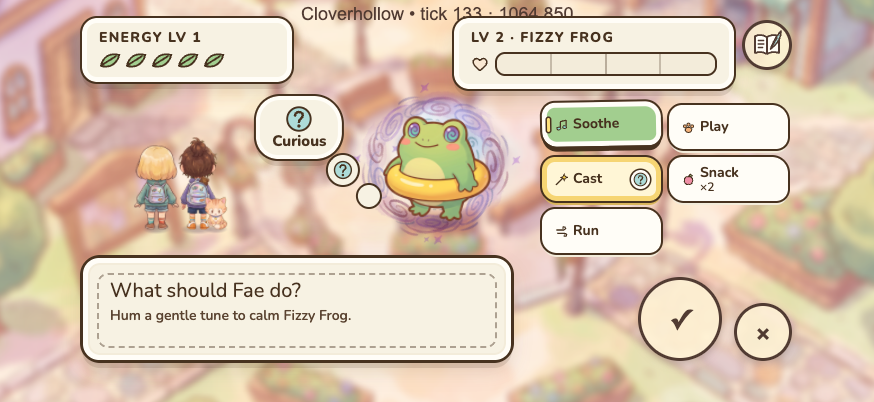 Cloverhollow • tick 133 · 1064,850
ENERGY LV 1
LV 2 · FIZZY FROG
? Curious
?
Soothe
Play
Cast ?
Snack
×2
Run
What should Fae do?
Hum a gentle tune to calm Fizzy Frog.